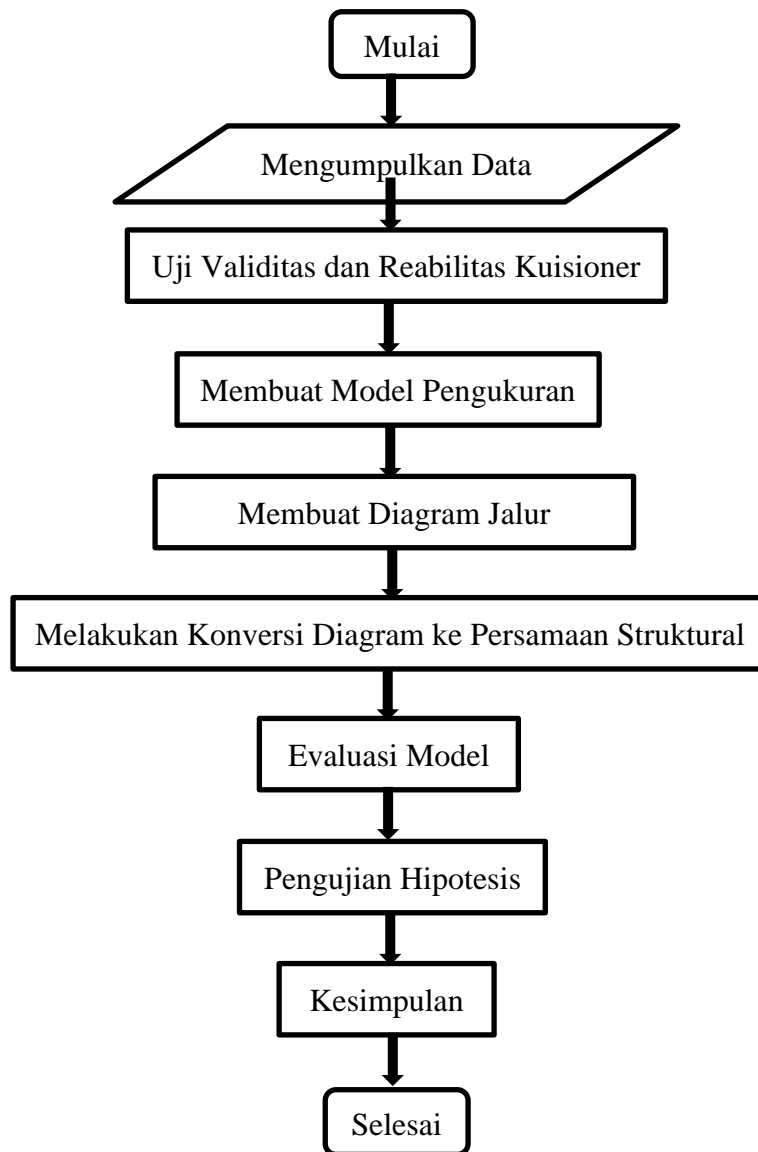 Mulai
Mengumpulkan Data
Uji Validitas dan Reabilitas Kuisioner
Membuat Model Pengukuran
Membuat Diagram Jalur
Melakukan Konversi Diagram ke Persamaan Struktural
Evaluasi Model
Pengujian Hipotesis
Kesimpulan
Selesai